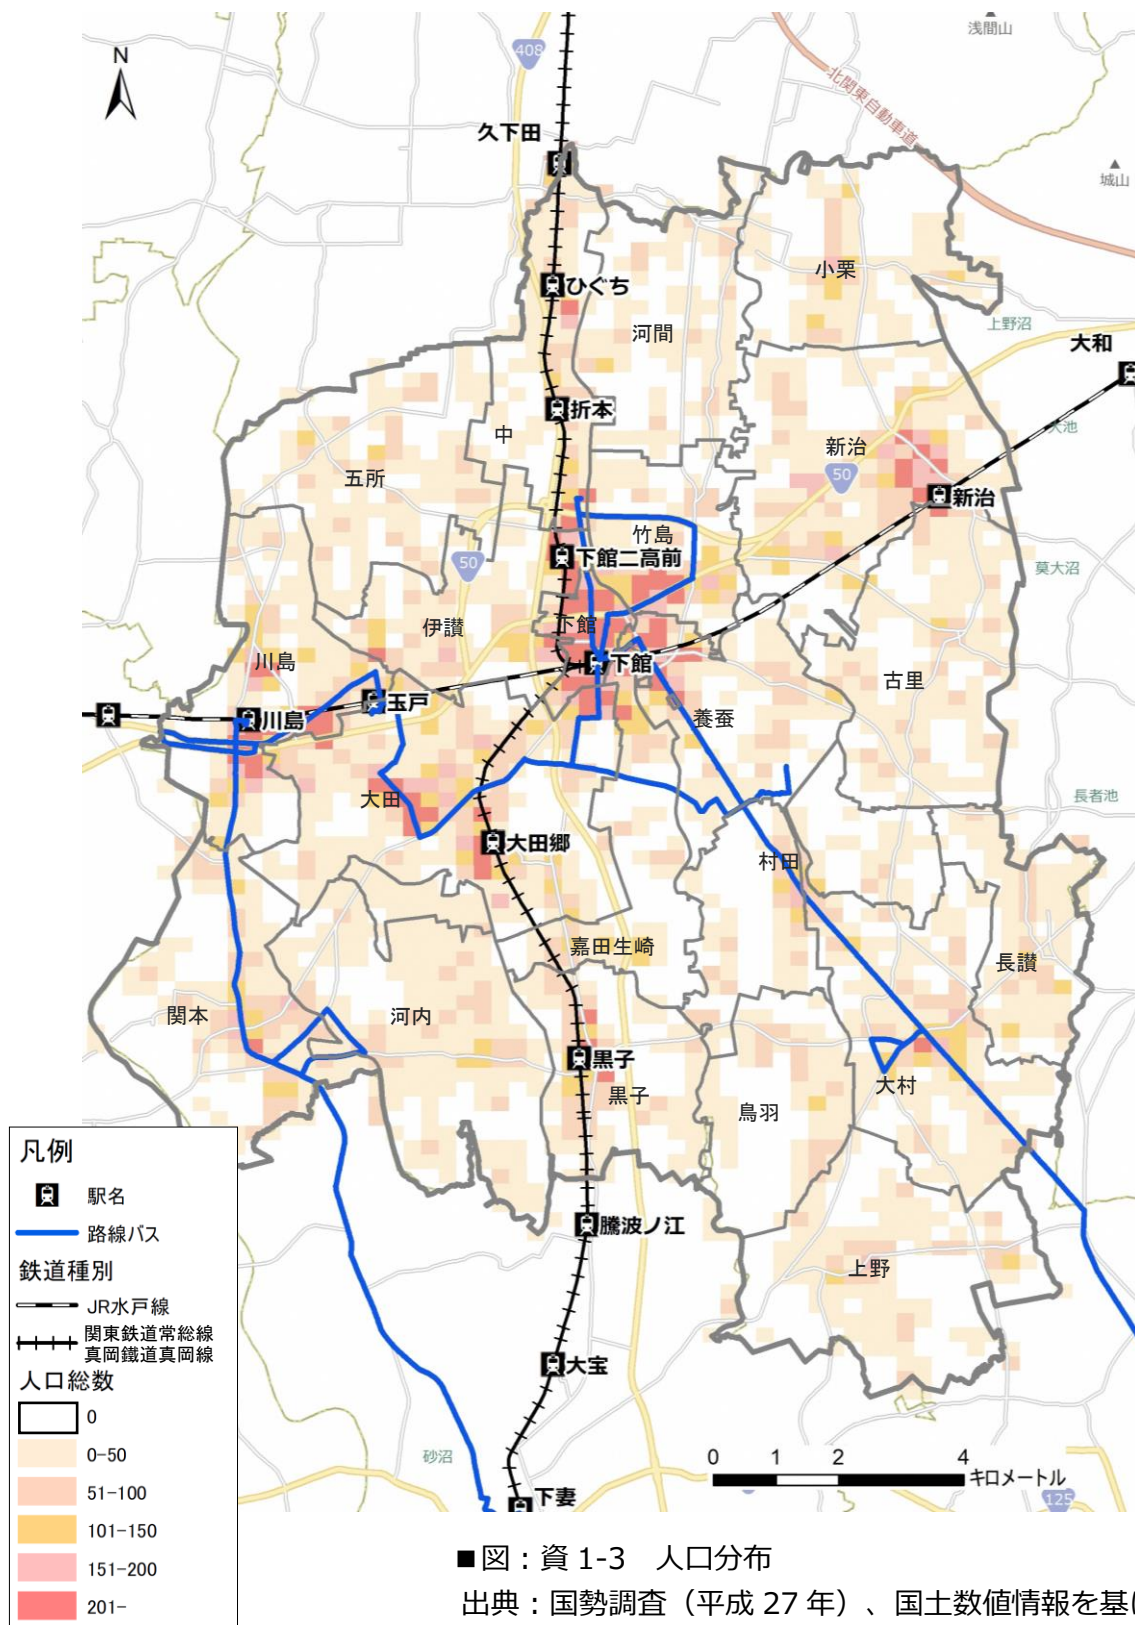 浅間山
N
408
北関東自動車道
久下田
城山
小栗
ひぐち
河間
上野沼
大和
折本
中
大池
新治
五所
50
新治
竹島
下館二高前
50
莫大沼
伊讃
下館
川島
下館
古里
玉戸
養蚕
川島
大田
長者池
大田郷
村田
嘉田生崎
長讃
関本
河内
黒子
大村
黒子
鳥羽
凡例
駅名
騰波ノ江
路線バス
鉄道種別
上野
JR水戸線
関東鉄道常総線
真岡鐵道真岡線
大宝
人口総数
0
0-50
砂沼
0 1 2 4
キロメートル
51-100
下妻
125
101-150
151-200
201-
■図：資 1-3 人口分布
出典：国勢調査（平成 27 年）、国土数値情報を基